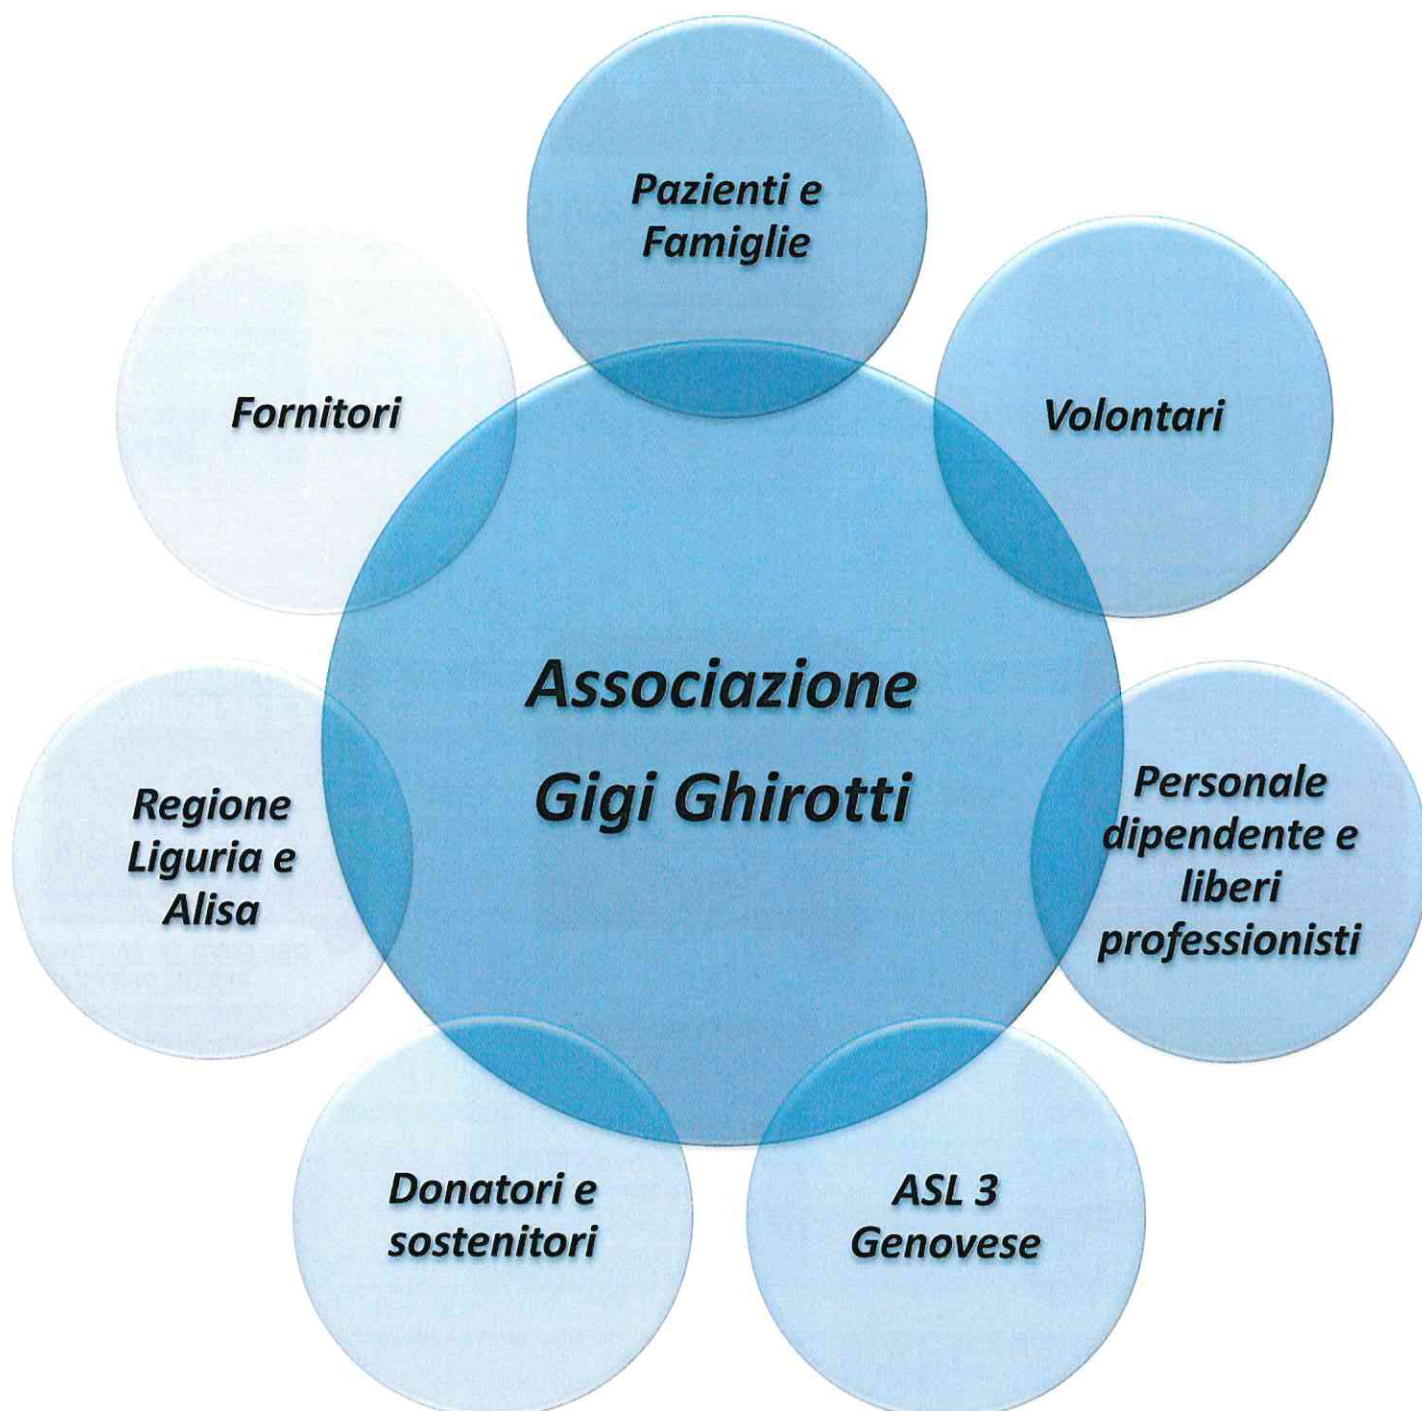 Pazienti e
Famiglie
Volontari
Personale
dipendente e
liberi
professionisti
ASL 3
Genovese
Donatori e
sostenitori
Regione
Liguria e
Alisa
Fornitori
Associazione
Gigi Ghirotti